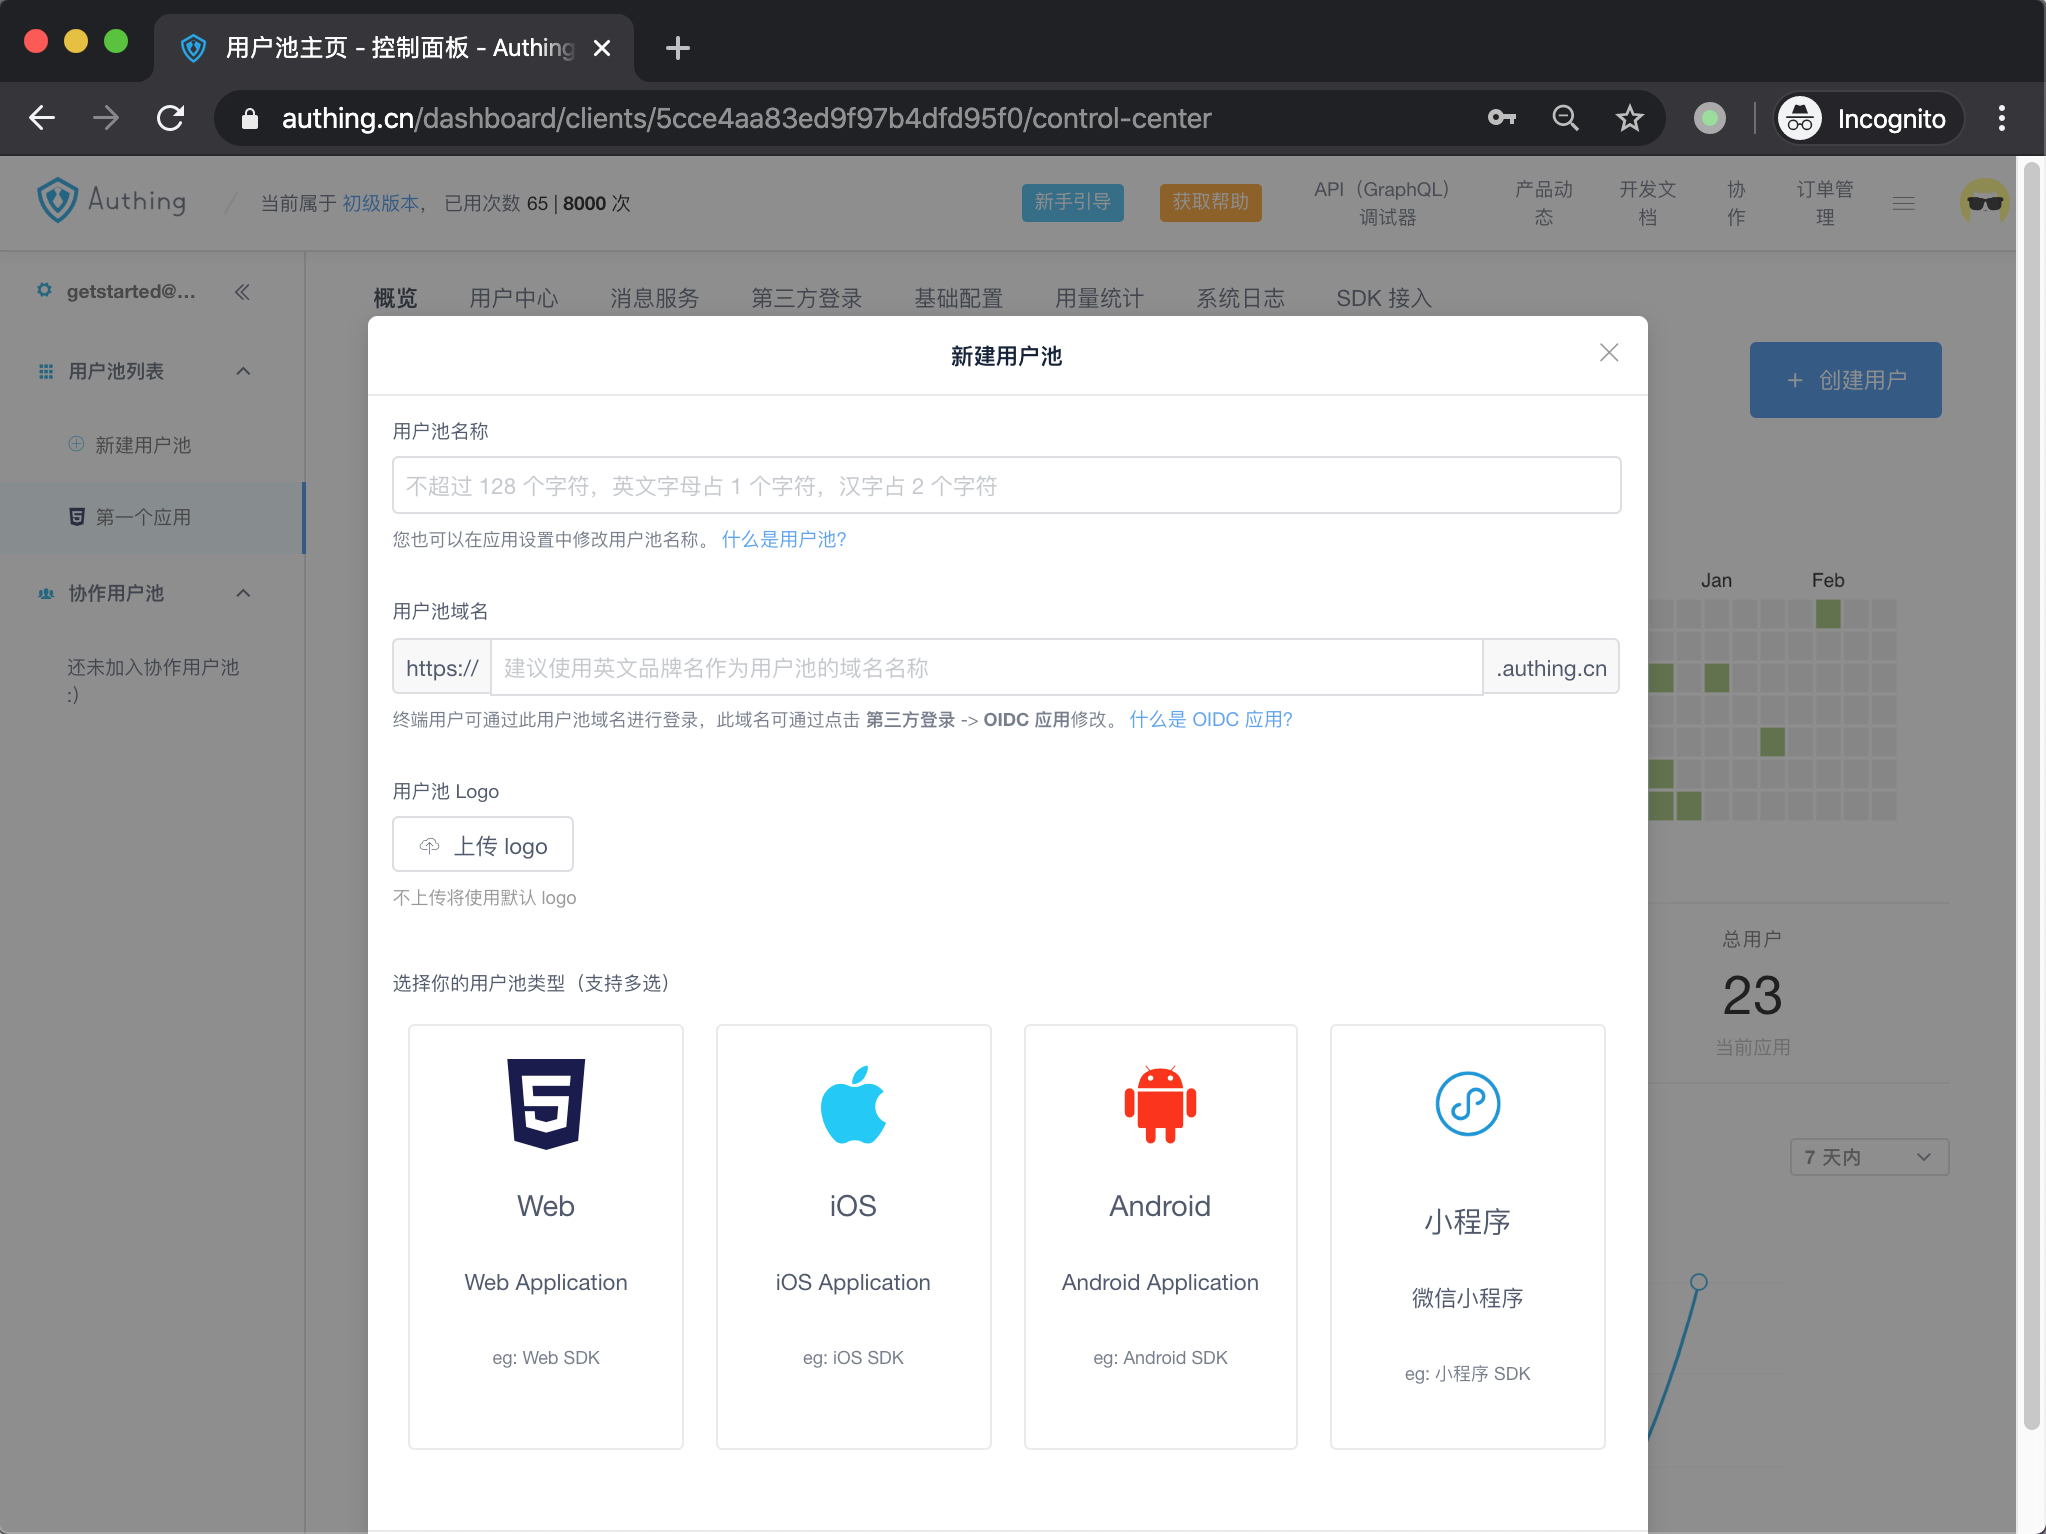 用户池主页 - 控制面板 - Authing
authing.cn/dashboard/clients/5cce4aa83ed9f97b4dfd95f0/control-center
Incognito
Authing
当前属于 初级版本， 已用次数 65 | 8000 次
新手引导
获取帮助
API（GraphQL）
调试器
产品动
态
开发文
档
协
作
订单管
理
getstarted@...
用户池列表
新建用户池
第一个应用
协作用户池
还未加入协作用户池
:)
概览 用户中心 消息服务 第三方登录 基础配置 用量统计 系统日志 SDK 接入
+ 创建用户
新建用户池
用户池名称
不超过 128 个字符，英文字母占 1 个字符，汉字占 2 个字符
您也可以在应用设置中修改用户池名称。 什么是用户池?
用户池域名
https:// 建议使用英文品牌名作为用户池的域名名称 .authing.cn
终端用户可通过此用户池域名进行登录，此域名可通过点击 第三方登录 -> OIDC 应用修改。 什么是 OIDC 应用?
用户池 Logo
上传 logo
不上传将使用默认 logo
选择你的用户池类型（支持多选）
Web
Web Application
eg: Web SDK
iOS
iOS Application
eg: iOS SDK
Android
Android Application
eg: Android SDK
小程序
微信小程序
eg: 小程序 SDK
Jan Feb
总用户
23
当前应用
7 天内